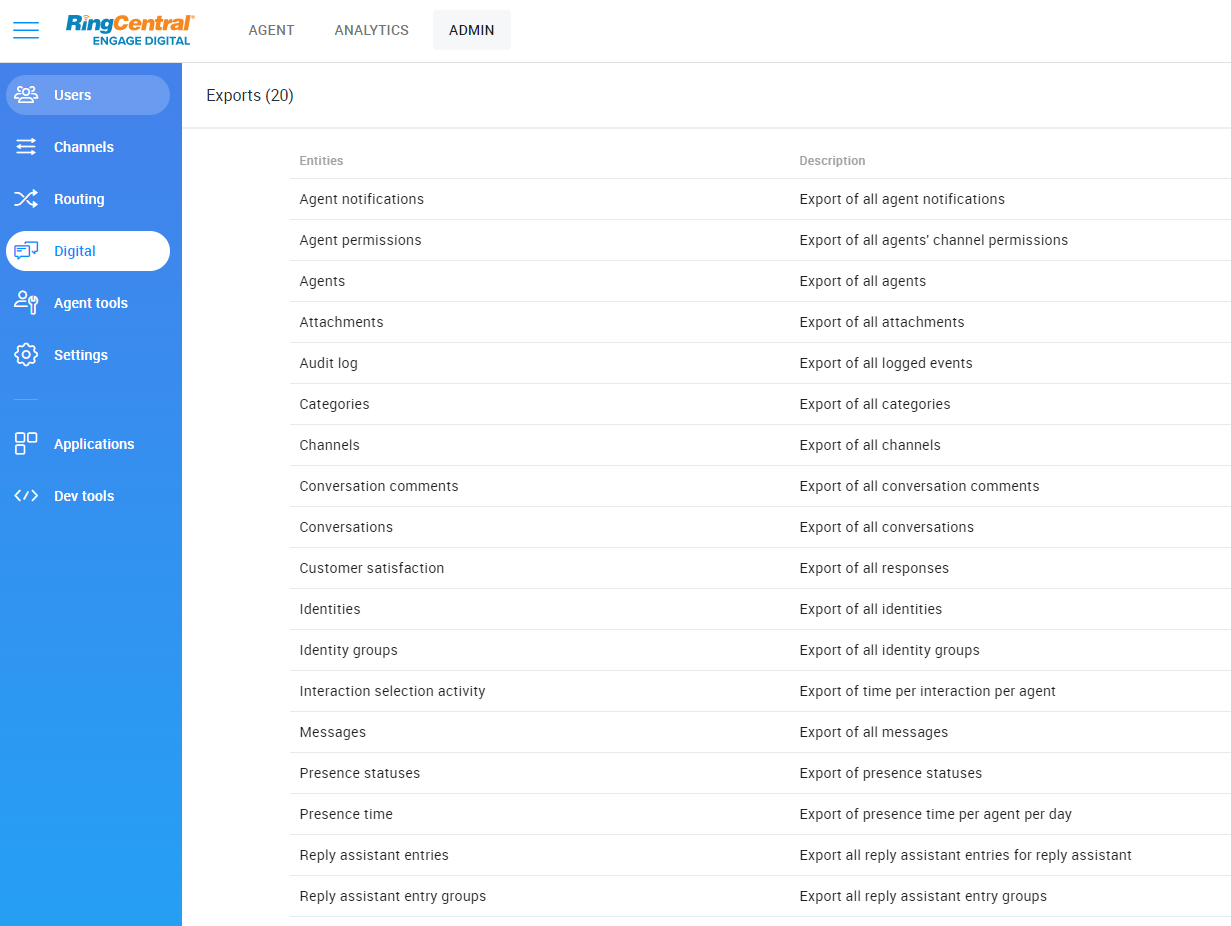 RingCentral®
ENGAGE DIGITAL
AGENT ANALYTICS ADMIN
Users
Channels
Routing
Digital
Agent tools
Settings
Applications
Dev tools
Exports (20)
Entities Description
Agent notifications Export of all agent notifications
Agent permissions Export of all agents' channel permissions
Agents Export of all agents
Attachments Export of all attachments
Audit log Export of all logged events
Categories Export of all categories
Channels Export of all channels
Conversation comments Export of all conversation comments
Conversations Export of all conversations
Customer satisfaction Export of all responses
Identities Export of all identities
Identity groups Export of all identity groups
Interaction selection activity Export of time per interaction per agent
Messages Export of all messages
Presence statuses Export of presence statuses
Presence time Export of presence time per agent per day
Reply assistant entries Export all reply assistant entries for reply assistant
Reply assistant entry groups Export all reply assistant entry groups